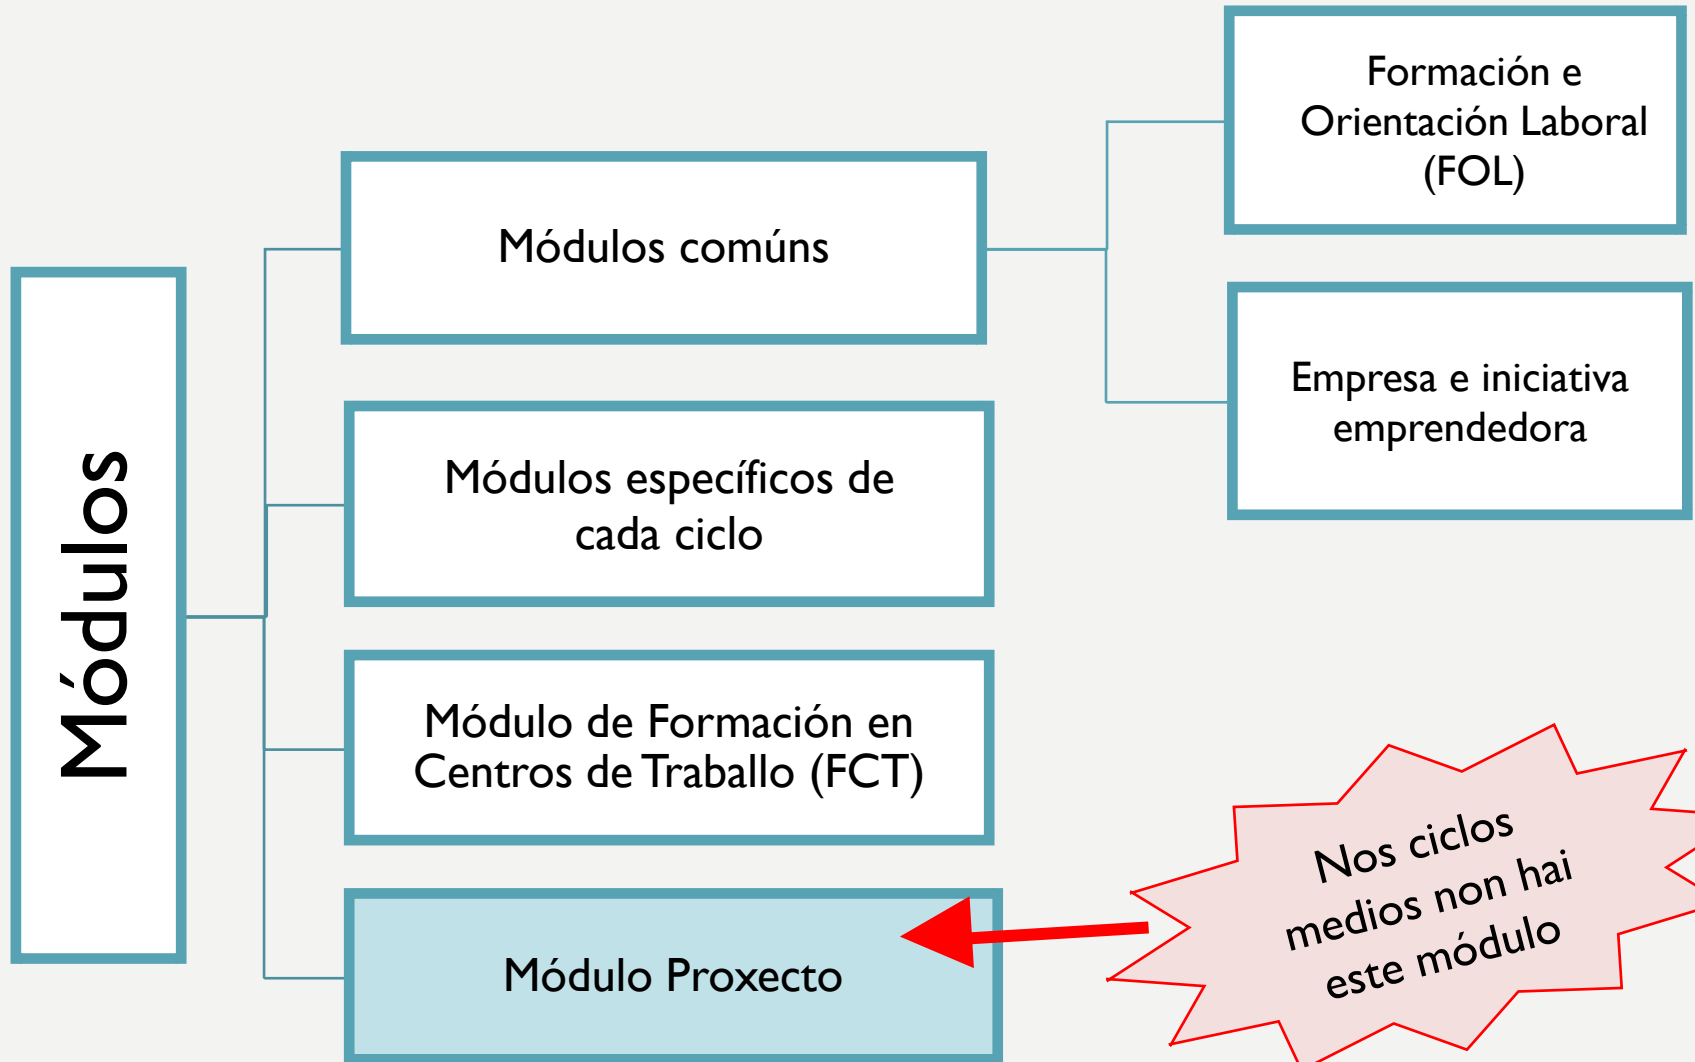 Módulos
Módulos comúns
Formación e
Orientación Laboral
(FOL)
Empresa e iniciativa
emprendedora
Módulos específicos de
cada ciclo
Módulo de Formación en
Centros de Traballo (FCT)
Módulo Proxecto
Nos ciclos
medios non hai
este módulo